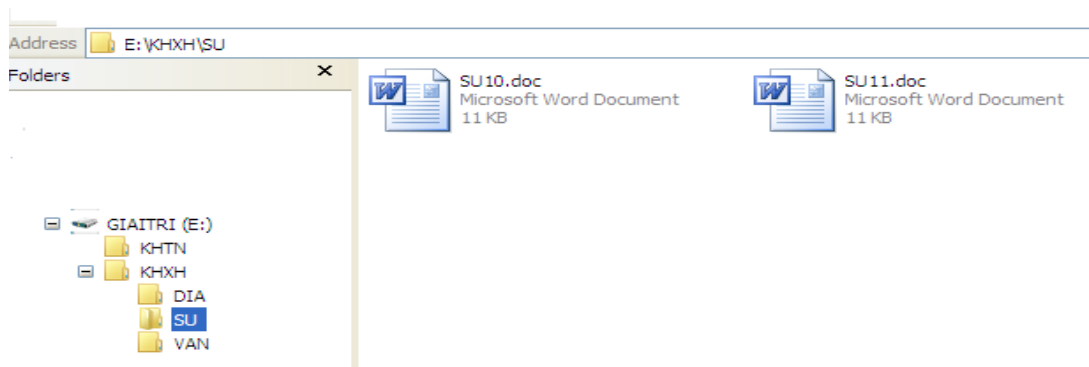 Address E:\KHXH\SU
Folders ×
SU10.doc
Microsoft Word Document
11 KB
SU11.doc
Microsoft Word Document
11 KB
GIAITRI (E:)
KHTN
KHXH
DIA
SU
VAN